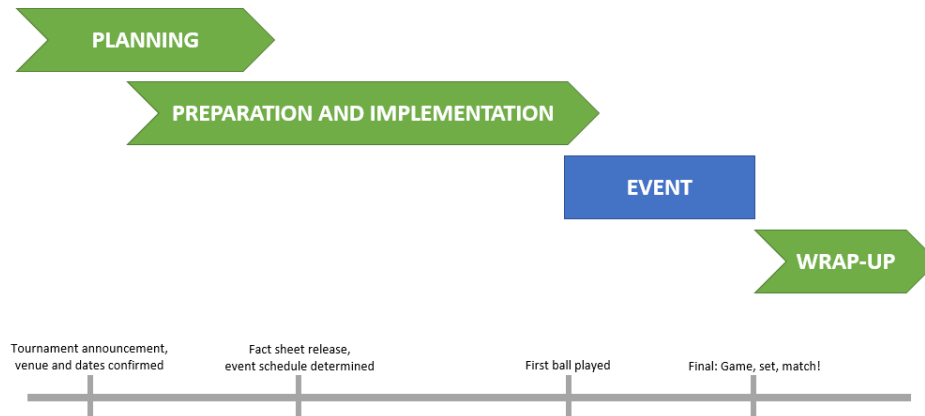 PLANNING
PREPARATION AND IMPLEMENTATION
EVENT
WRAP-UP
Tournament announcement,
venue and dates confirmed
Fact sheet release,
event schedule determined
First ball played
Final: Game, set, match!